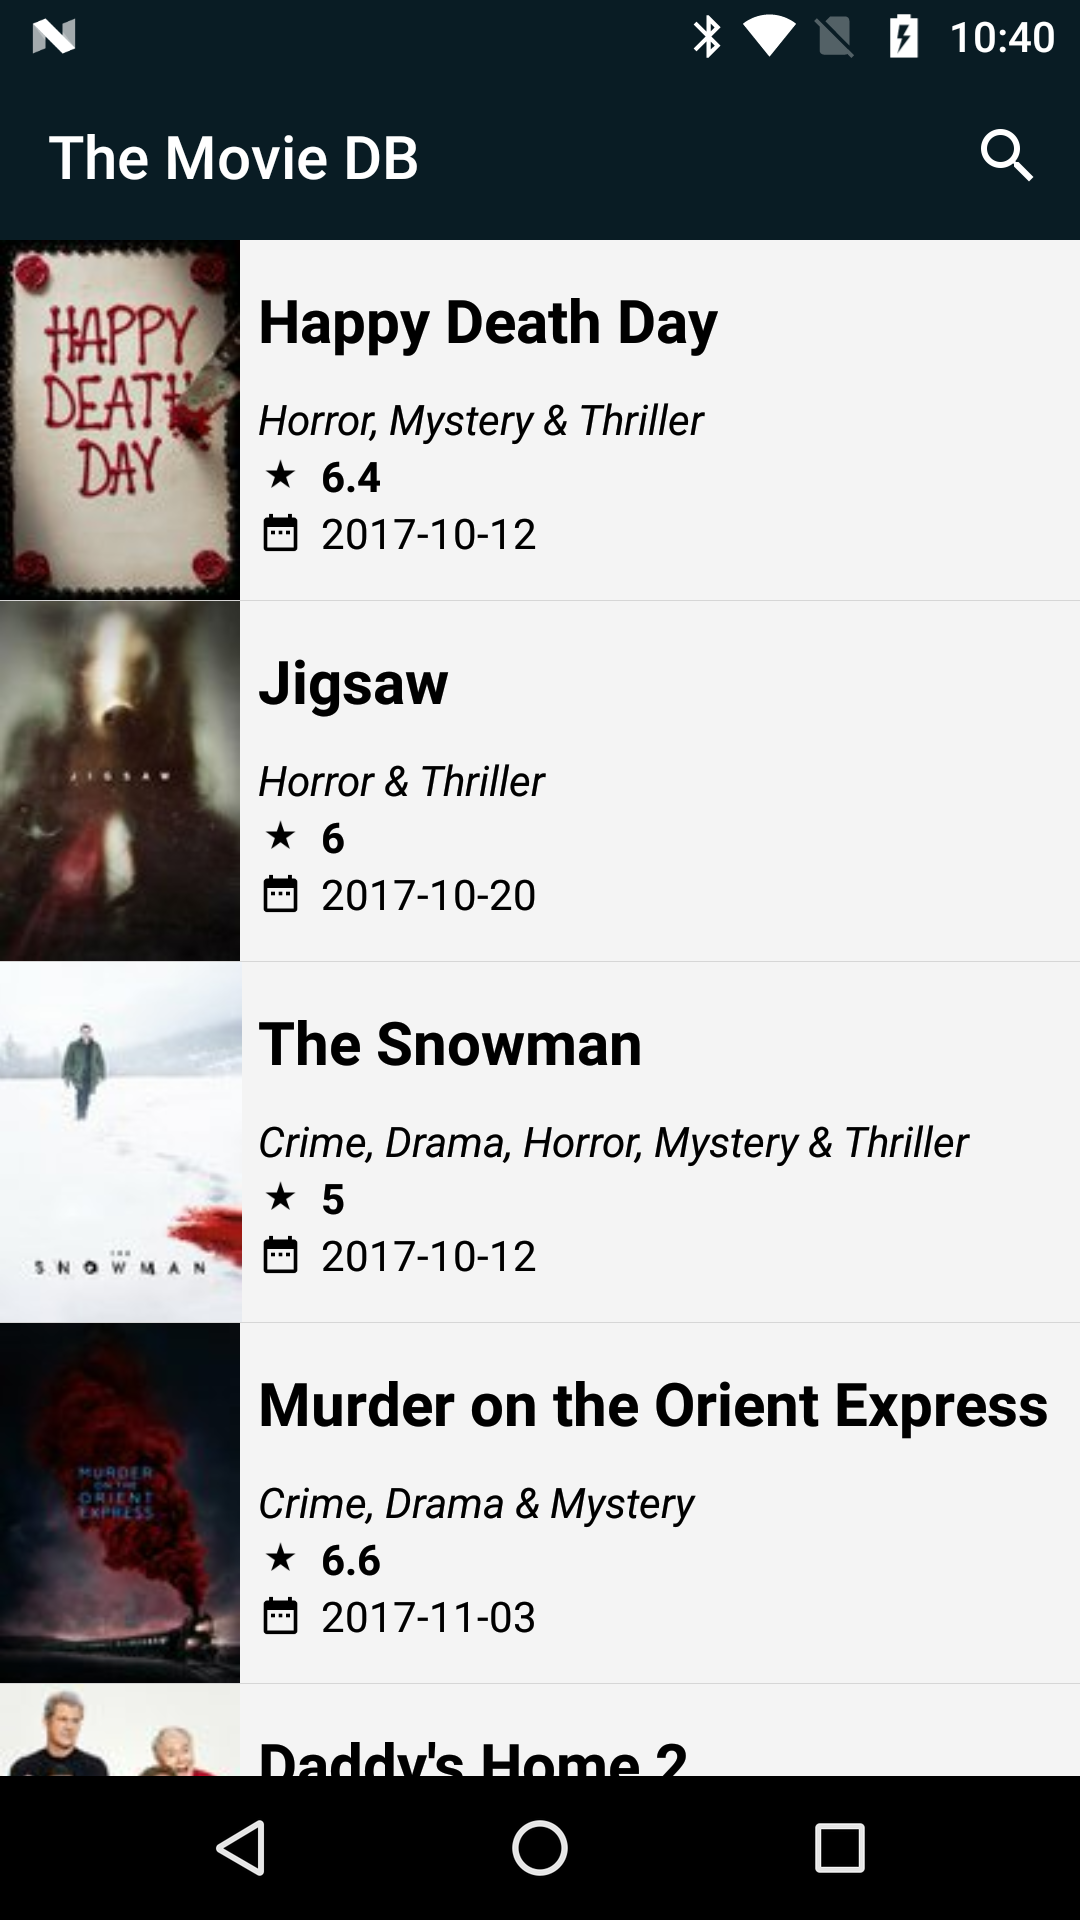 10:40
The Movie DB
HAPPY
DEATH
DAY
Happy Death Day
Horror, Mystery & Thriller
6.4
2017-10-12
JIGSAW
Jigsaw
Horror & Thriller
6
2017-10-20
THE
SNOWMAN
The Snowman
Crime, Drama, Horror, Mystery & Thriller
5
2017-10-12
MURDER
ON THE
ORIENT
EXPRESS
Murder on the Orient Express
Crime, Drama & Mystery
6.6
2017-11-03
Daddy's Home 2